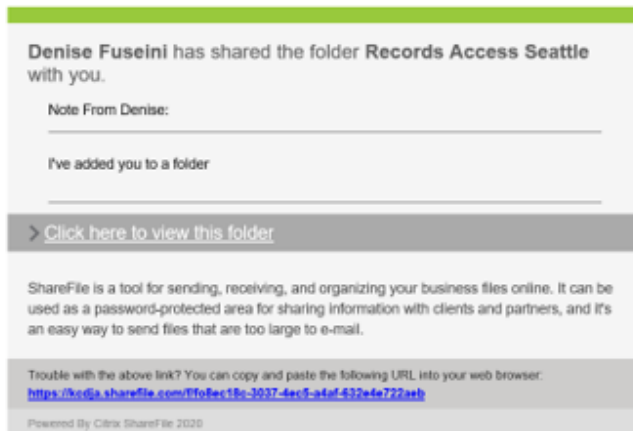 Denise Fuseini has shared the folder Records Access Seattle
with you.
Note From Denise:
I've added you to a folder
> Click here to view this folder
ShareFile is a tool for sending, receiving, and organizing your business files online. It can be
used as a password-protected area for sharing information with clients and partners, and it's
an easy way to send files that are too large to e-mail.
Trouble with the above link? You can copy and paste the following URL into your web browser:
Powered By Citrix ShareFile 2020